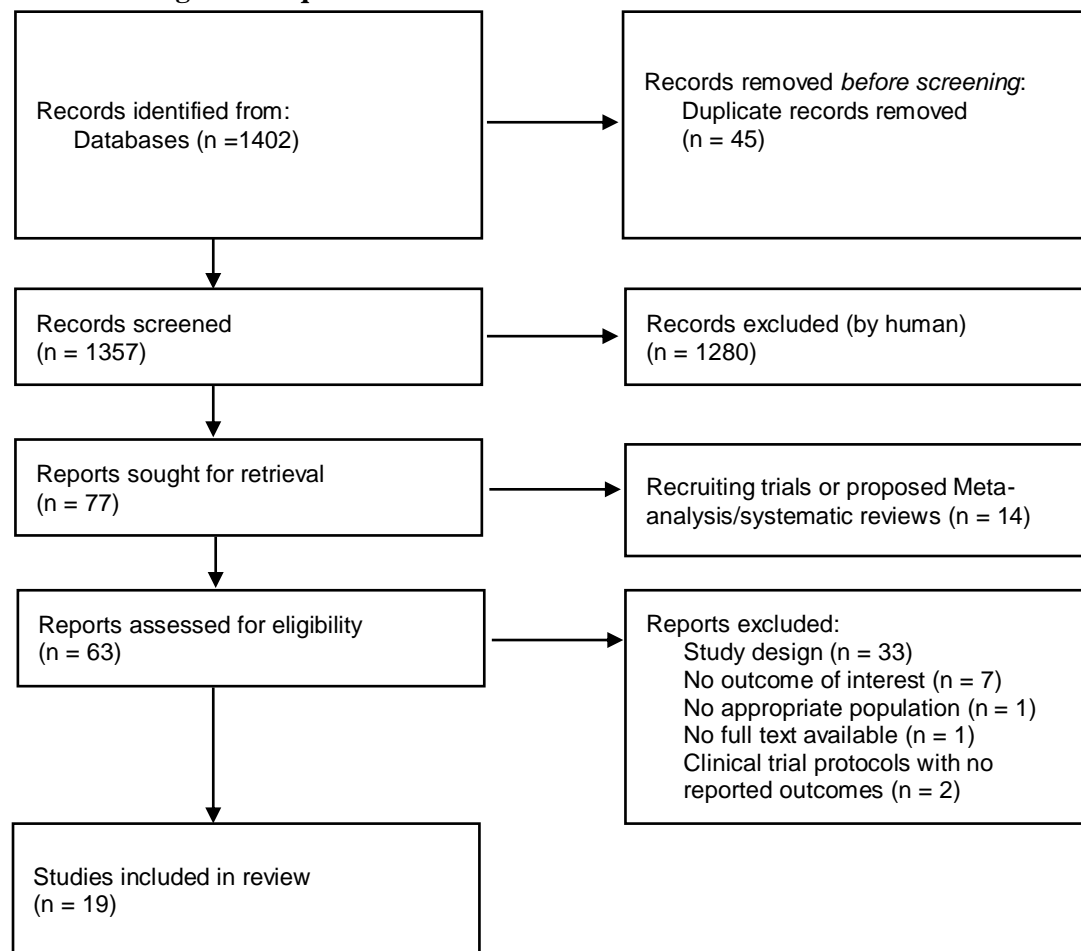 Records identified from:
Databases (n =1402)
Records removed before screening:
Duplicate records removed
(n = 45)
Records screened
(n = 1357)
Records excluded (by human)
(n = 1280)
Reports sought for retrieval
(n = 77)
Recruiting trials or proposed Meta-
analysis/systematic reviews (n = 14)
Reports assessed for eligibility
(n = 63)
Reports excluded:
Study design (n = 33)
No outcome of interest (n = 7)
No appropriate population (n = 1)
No full text available (n = 1)
Clinical trial protocols with no
reported outcomes (n = 2)
Studies included in review
(n = 19)